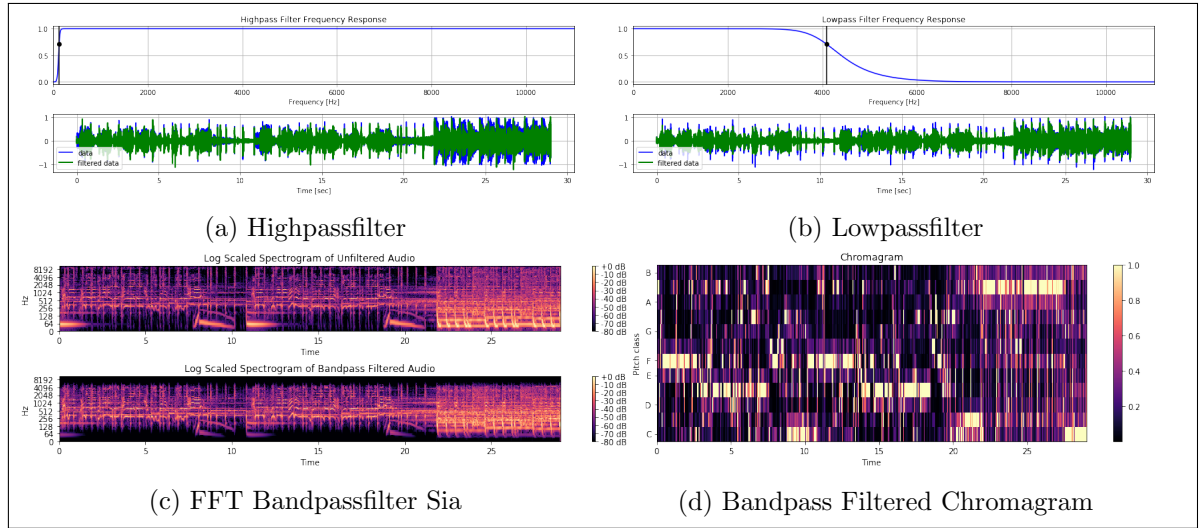 Highpass Filter Frequency Response
1.0
0.5
0.0
0 2000 4000 6000 8000 10000
Frequency [Hz]
1
0
−1
data
filtered data
0 5 10 15 20 25 30
Time [sec]
(a) Highpassfilter
Lowpass Filter Frequency Response
1.0
0.5
0.0
0 2000 4000 6000 8000 10000
Frequency [Hz]
1
0
−1
data
filtered data
0 5 10 15 20 25 30
Time [sec]
(b) Lowpassfilter
Log Scaled Spectrogram of Unfiltered Audio
8192
4096
2048
1024
512
256
128
64
0
Hz
0 5 10 15 20 25
Time
+0 dB
-10 dB
-20 dB
-30 dB
-40 dB
-50 dB
-60 dB
-70 dB
-80 dB
Log Scaled Spectrogram of Bandpass Filtered Audio
8192
4096
2048
1024
512
256
128
64
0
Hz
0 5 10 15 20 25
Time
+0 dB
-10 dB
-20 dB
-30 dB
-40 dB
-50 dB
-60 dB
-70 dB
-80 dB
(c) FFT Bandpassfilter Sia
Chromagram
B
A
G
F
E
D
C
Pitch class
0 5 10 15 20 25
Time
1.0
0.8
0.6
0.4
0.2
(d) Bandpass Filtered Chromagram